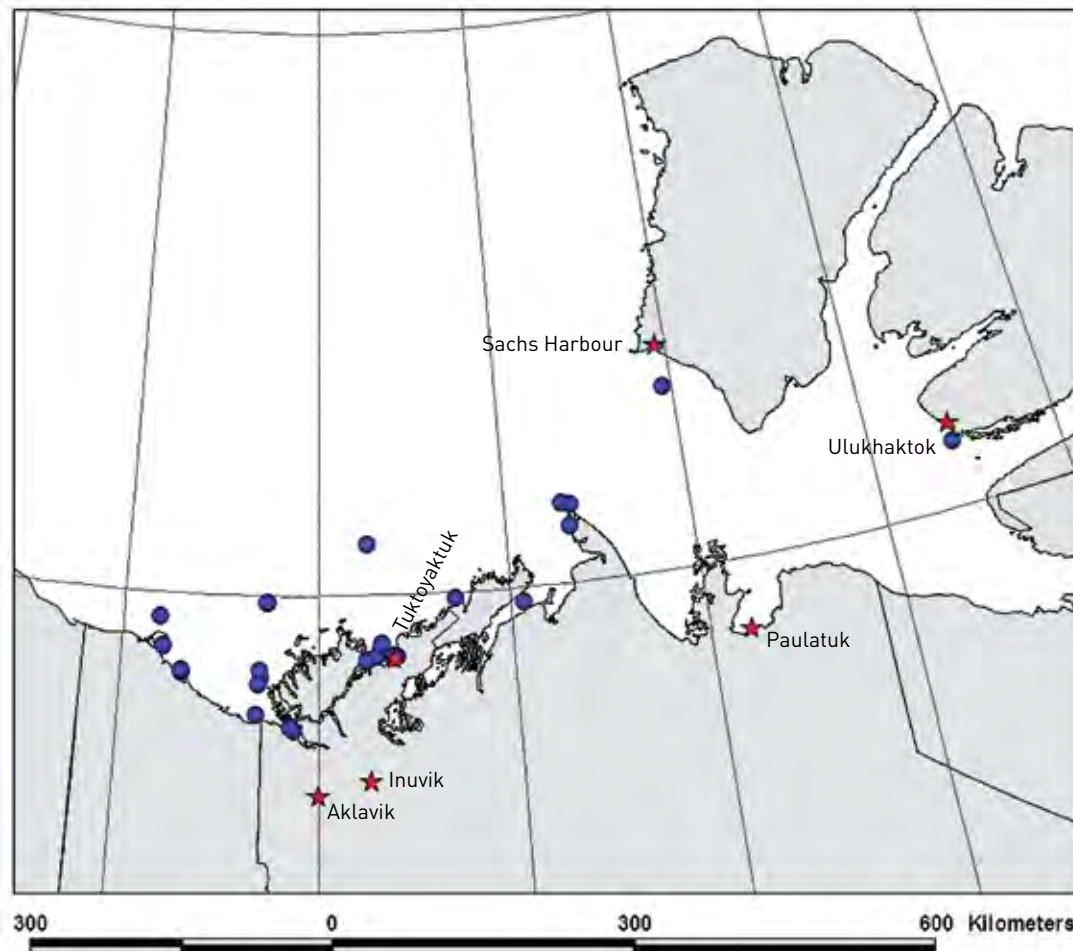 Sachs Harbour
Ulukhaktok
Tuktoyaktuk
Paulatuk
Inuvik
Aklavik
300 0 300 600 Kilometers